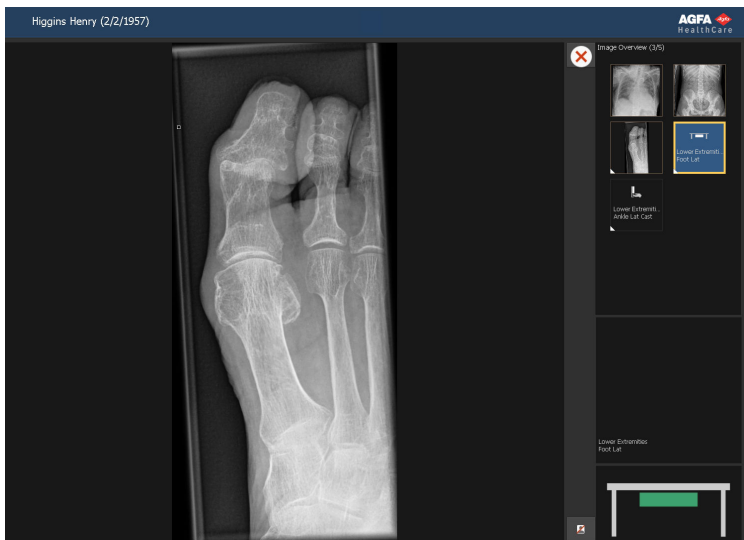 Higgins Henry (2/2/1957)
AGFA
HealthCare
Image Overview (3/5)
Lower Extremiti...
Foot Lat
Lower Extremiti...
Ankle Lat Cast
Lower Extremities
Foot Lat